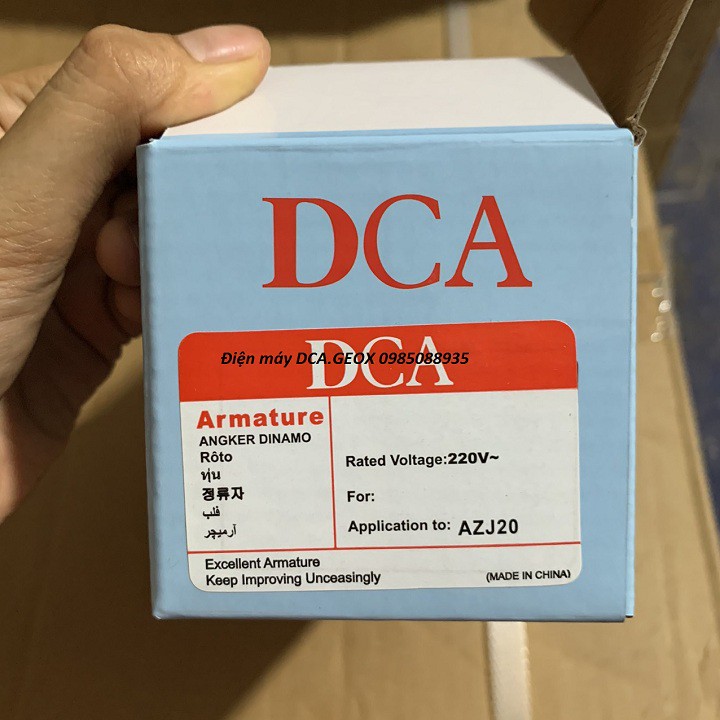 DCA
Điện máy DCA.GEOX 0985088935
DCA
Armature
ANGKER DINAMO
Rôto
ทุ่น
정류자
قلب
آرمیچر
Rated Voltage:220V~
For:
Application to: AZJ20
Excellent Armature
Keep Improving Unceasingly
(MADE IN CHINA)